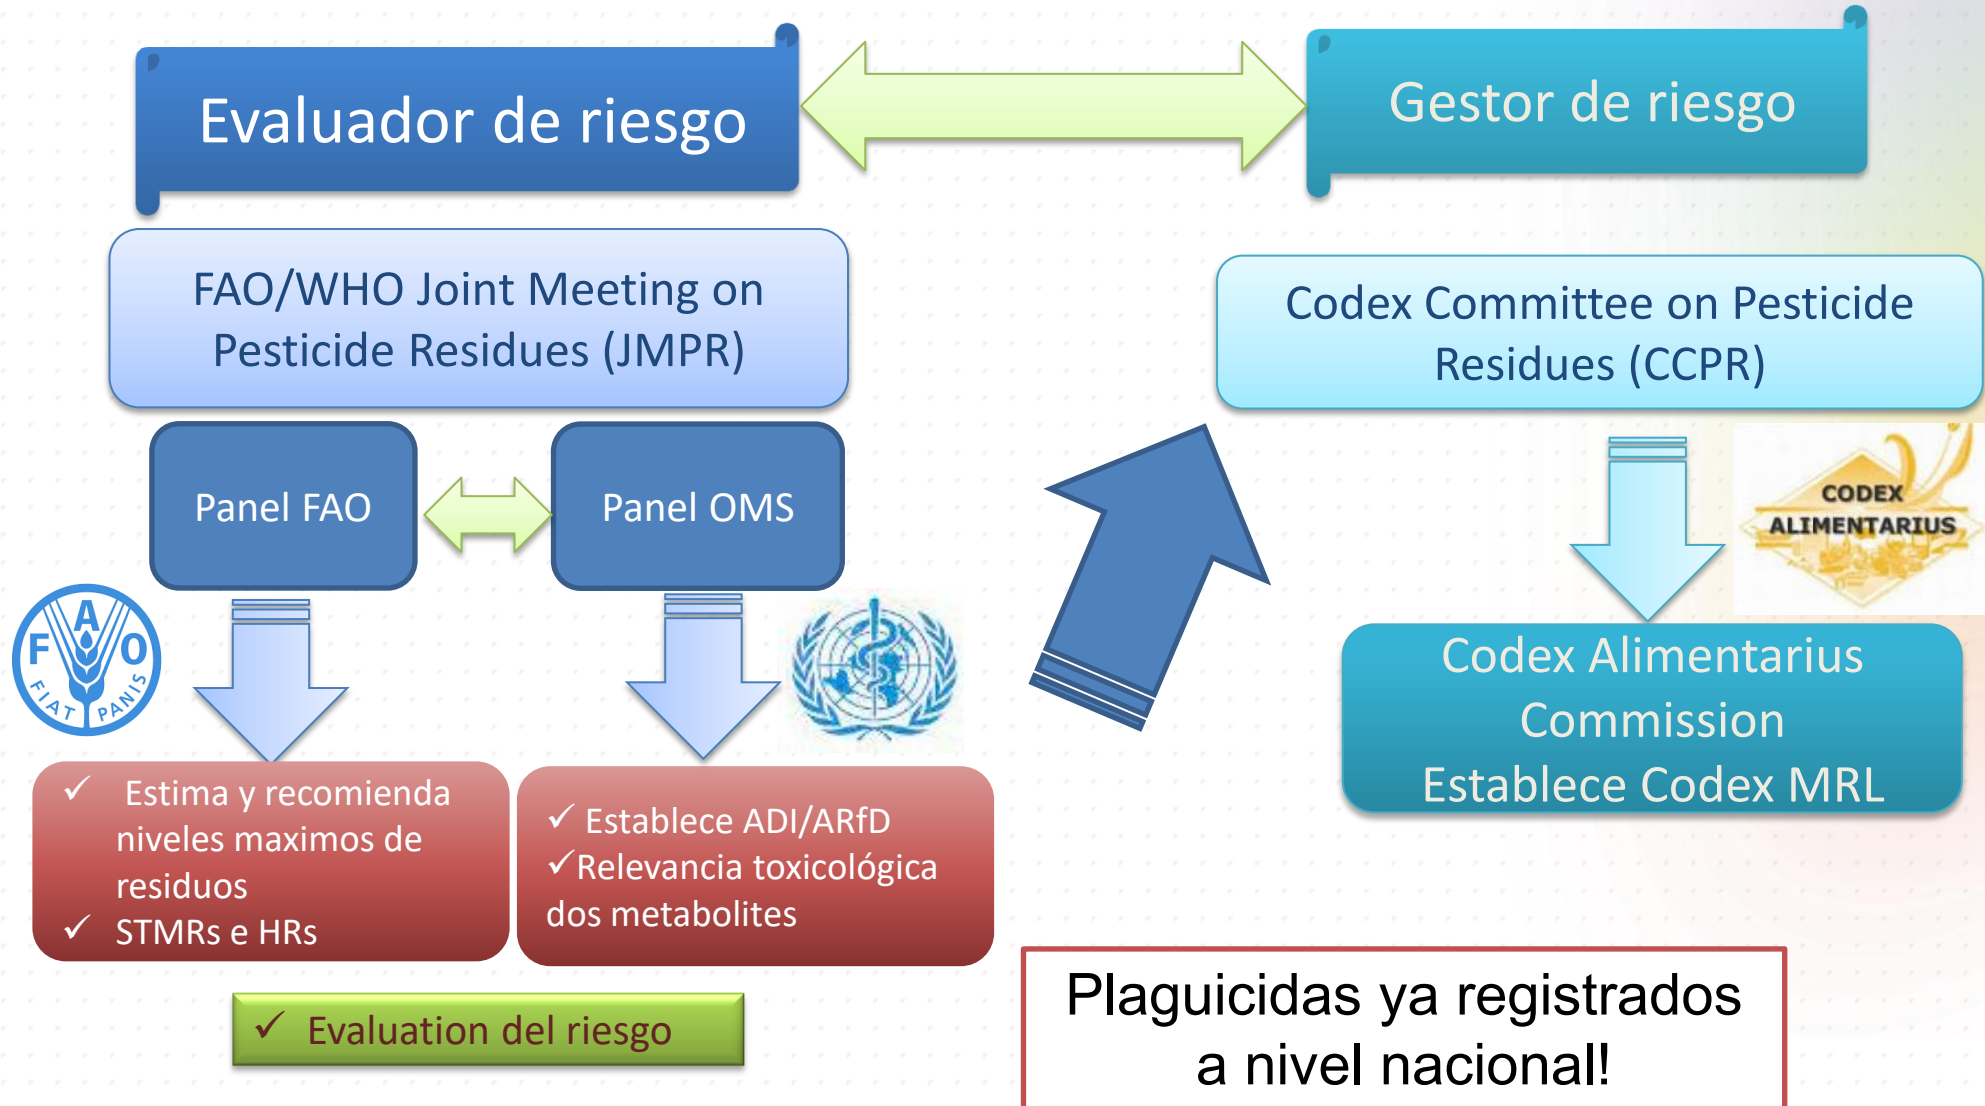 Evaluador de riesgo
Gestor de riesgo
FAO/WHO Joint Meeting on
Pesticide Residues (JMPR)
Codex Committee on Pesticide
Residues (CCPR)
Panel FAO
Panel OMS
CODEX
ALIMENTARIUS
F A O
FIAT PANIS
✓ Estima y recomienda
niveles maximos de
residuos
✓ STMRs e HRs
✓ Establece ADI/ARfD
✓Relevancia toxicológica
dos metabolites
Codex Alimentarius
Commission
Establece Codex MRL
✓ Evaluation del riesgo
Plaguicidas ya registrados
a nivel nacional!